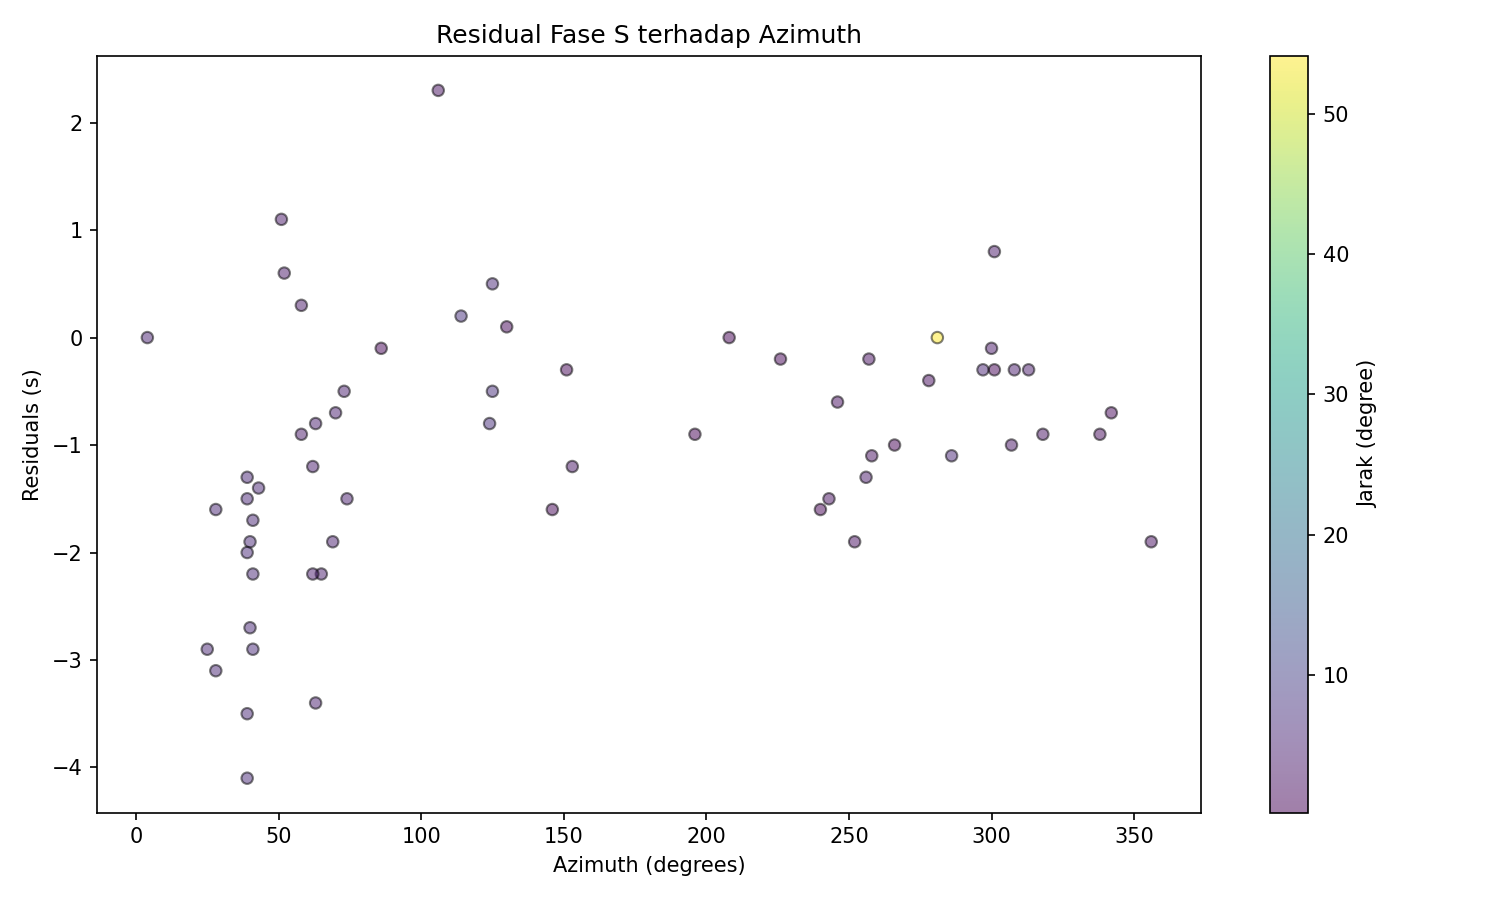 Residual Fase S terhadap Azimuth
Residuals (s)
2
1
0
−1
−2
−3
−4
0 50 100 150 200 250 300 350
Azimuth (degrees)
50
40
30
20
10
Jarak (degree)